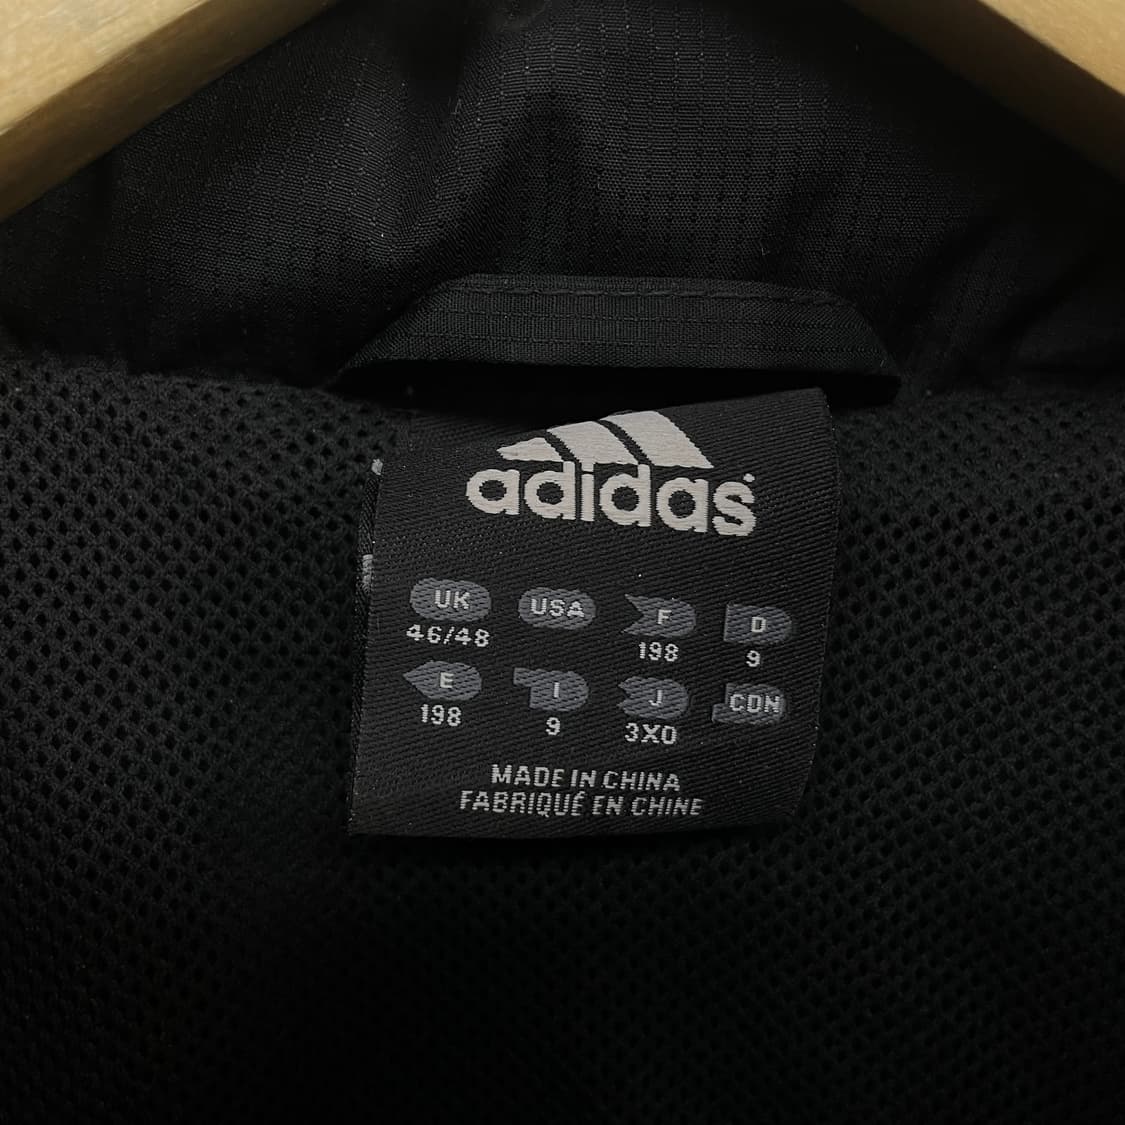 adidas
UK USA F D
46/48 198 9
E I J CDN
198 9 3XO
MADE IN CHINA
FABRIQUÉ EN CHINE